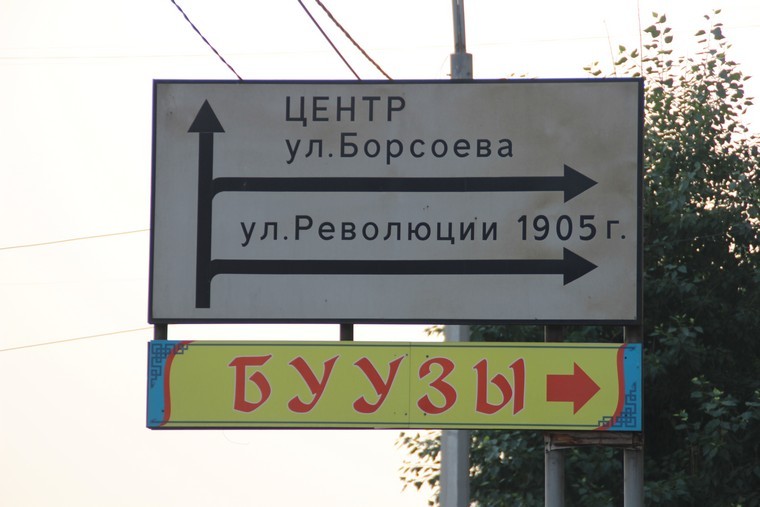 ЦЕНТР
ул.Борсоева
ул.Революции 1905 г.
БУУЗЫ